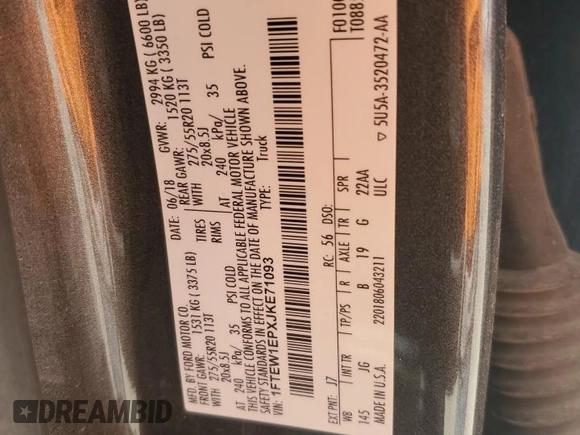 MFD. BY FORD MOTOR CO.
DATE: 06/18 GVWR: 2994 KG ( 6600 LB)
FRONT GAWR: 1531 KG ( 3375 LB) REAR GAWR: 1520 KG ( 3350 LB)
WITH 275/55R20 113T TIRES WITH 275/55R20 113T
20x8.5J RIMS 20x8.5J
AT 240 kPa/ 35 PSI COLD AT 240 kPa/ 35 PSI COLD
THIS VEHICLE CONFORMS TO ALL APPLICABLE FEDERAL MOTOR VEHICLE
SAFETY STANDARDS IN EFFECT ON THE DATE OF MANUFACTURE SHOWN ABOVE.
VIN: 1FTEW1EPXJKE71093 TYPE: Truck
F0100
T0887
EXT PNT: J7 RC: 56 DSO:
WB INT TR TP/PS R AXLE TR SPR
145 JG B 19 G 22AA
ULC
2201806043211
U.S.A. 5U5A-3520472-AA
DREAMBID